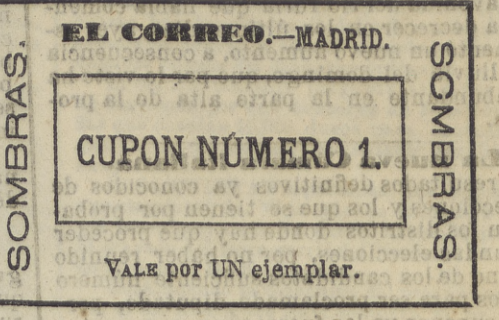 EL CORREO.—MADRID.
SOMBRAS.
CUPON NÚMERO 1.
SOMBRAS.
VALE por UN ejemplar.